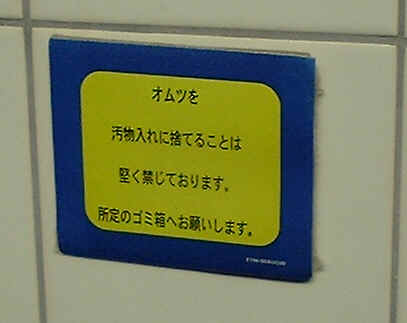 オムツを
汚物入れに捨てることは
堅く禁じております。
所定のゴミ箱へお願いします。